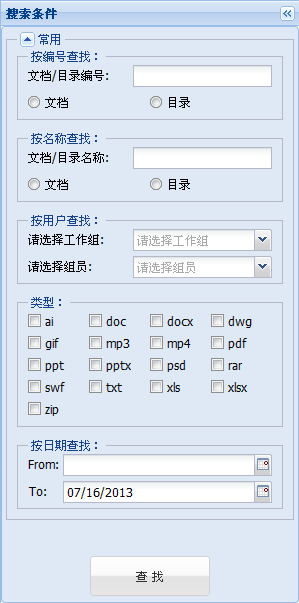 搜索条件
常用
按编号查找：
文档/目录编号:
文档 目录
按名称查找：
文档/目录名称:
文档 目录
按用户查找：
请选择工作组: 请选择工作组
请选择组员: 请选择组员
类型：
ai doc docx dwg
gif mp3 mp4 pdf
ppt pptx psd rar
swf txt xls xlsx
zip
按日期查找：
From:
To: 07/16/2013
查 找